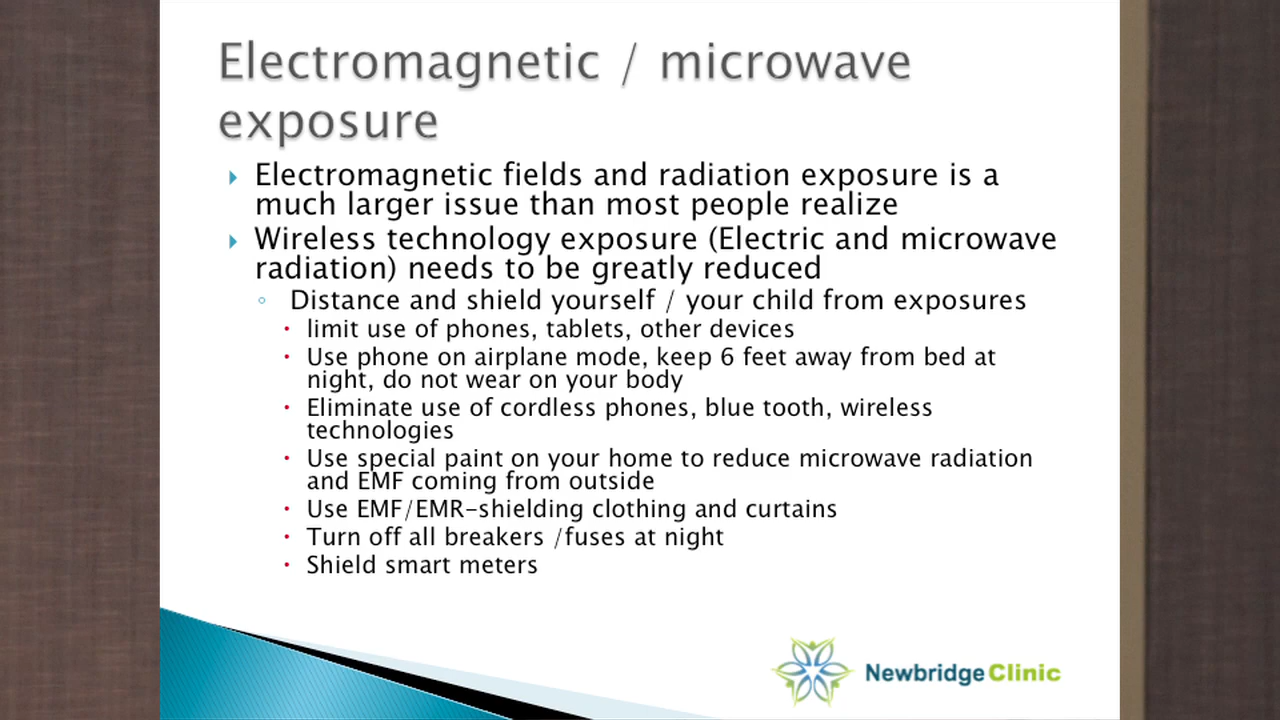 Electromagnetic / microwave
exposure
Electromagnetic fields and radiation exposure is a
much larger issue than most people realize
Wireless technology exposure (Electric and microwave
radiation) needs to be greatly reduced
Distance and shield yourself / your child from exposures
limit use of phones, tablets, other devices
Use phone on airplane mode, keep 6 feet away from bed at
night, do not wear on your body
Eliminate use of cordless phones, blue tooth, wireless
technologies
Use special paint on your home to reduce microwave radiation
and EMF coming from outside
Use EMF/EMR-shielding clothing and curtains
Turn off all breakers /fuses at night
Shield smart meters
Newbridge Clinic